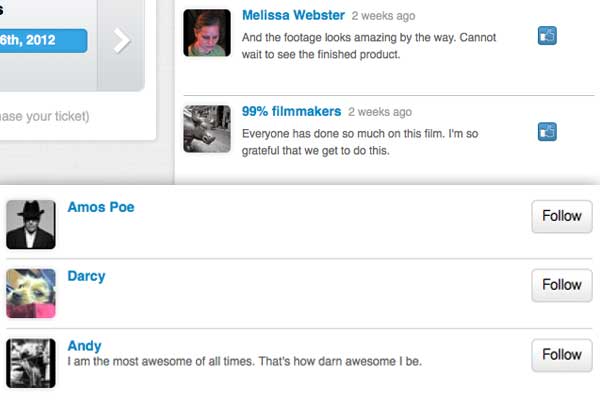 s
6th, 2012
ase your ticket)
Melissa Webster 2 weeks ago
And the footage looks amazing by the way. Cannot
wait to see the finished product.
99% filmmakers 2 weeks ago
Everyone has done so much on this film. I'm so
grateful that we get to do this.
Amos Poe
Follow
Darcy
Follow
Andy
I am the most awesome of all times. That's how darn awesome I be.
Follow